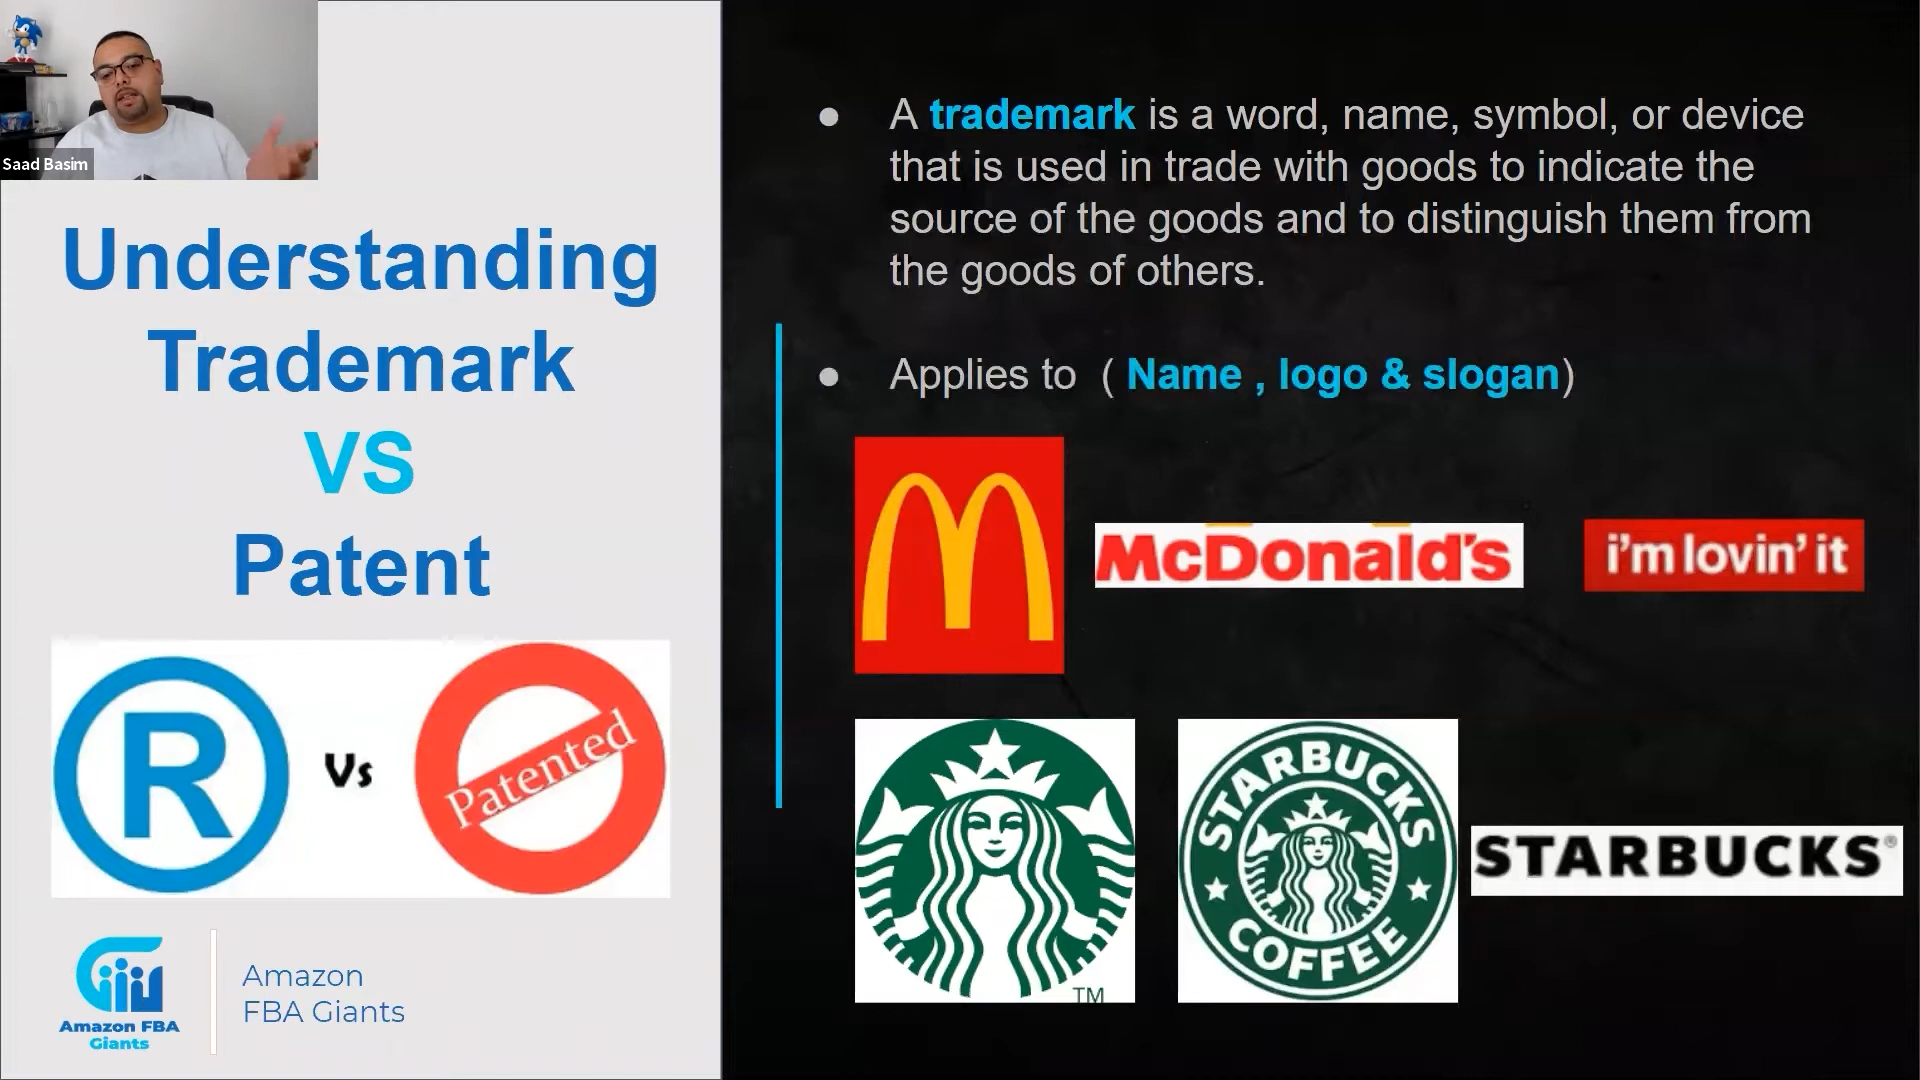 Saad Basim
Understanding
Trademark
VS
Patent
R
Vs
Patented
Amazon FBA
Giants
Amazon
FBA Giants
● A trademark is a word, name, symbol, or device
that is used in trade with goods to indicate the
source of the goods and to distinguish them from
the goods of others.
● Applies to ( Name , logo & slogan)
M
McDonald's
i'm lovin' it
TM
STARBUCKS
COFFEE
STARBUCKS®